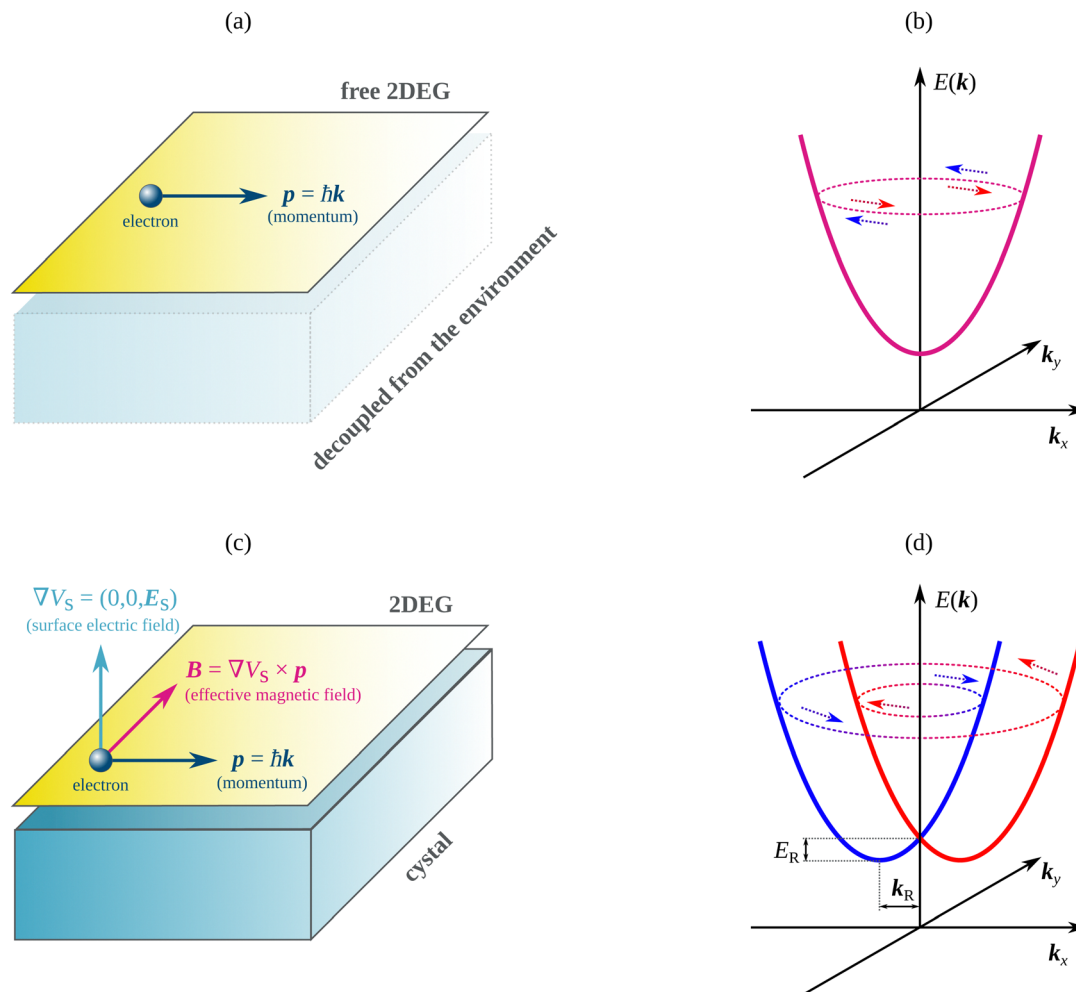 (a)
free 2DEG
electron
p = ħk
(momentum)
decoupled from the environment
(b)
E(k)
k_y
k_x
(c)
∇V_S = (0,0,E_S)
(surface electric field)
2DEG
B = ∇V_S × p
(effective magnetic field)
electron
p = ħk
(momentum)
cystal
(d)
E(k)
E_R
k_R
k_y
k_x